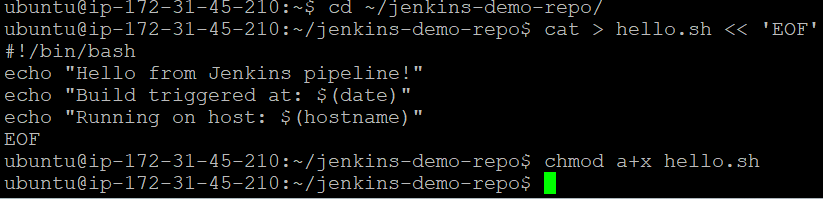 ubuntu@ip-172-31-45-210:~$ cd ~/jenkins-demo-repo/
ubuntu@ip-172-31-45-210:~/jenkins-demo-repo$ cat > hello.sh << 'EOF'
#!/bin/bash
echo "Hello from Jenkins pipeline!"
echo "Build triggered at: $(date)"
echo "Running on host: $(hostname)"
EOF
ubuntu@ip-172-31-45-210:~/jenkins-demo-repo$ chmod a+x hello.sh
ubuntu@ip-172-31-45-210:~/jenkins-demo-repo$